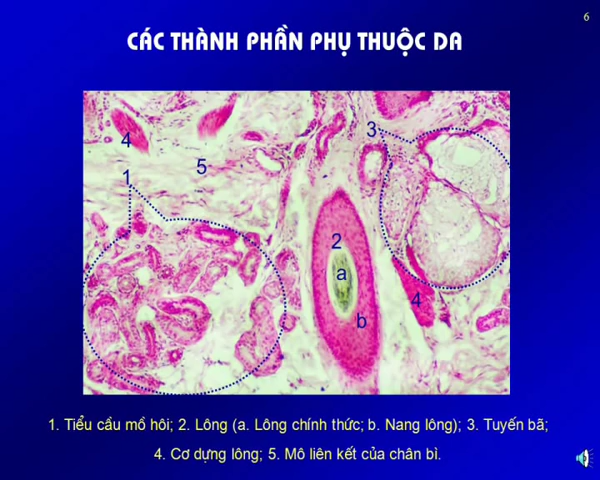 6
CÁC THÀNH PHẦN PHỤ THUỘC DA
3
4
5
1
2
a
4
b
1. Tiểu cầu mồ hôi; 2. Lông (a. Lông chính thức; b. Nang lông); 3. Tuyến bã;
4. Cơ dựng lông; 5. Mô liên kết của chân bì.